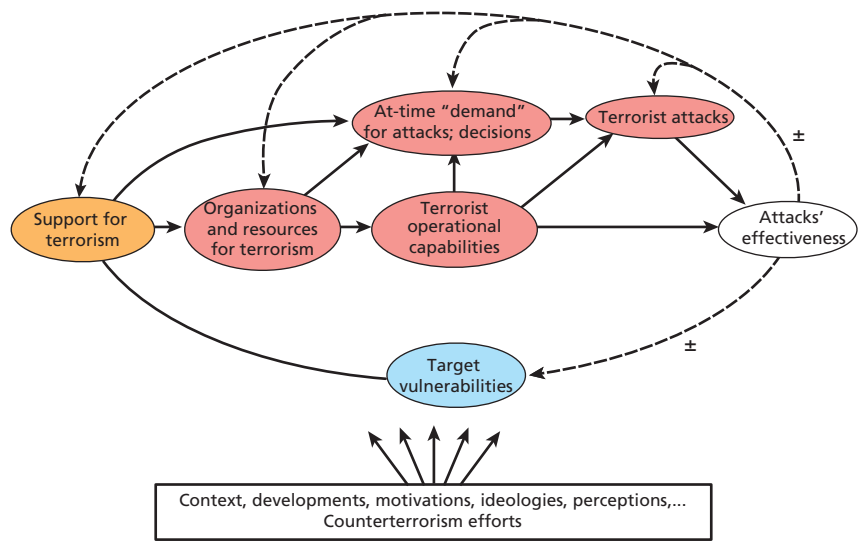 At-time “demand”
for attacks; decisions
Terrorist attacks
±
Support for
terrorism
Organizations
and resources
for terrorism
Terrorist
operational
capabilities
Attacks’
effectiveness
±
Target
vulnerabilities
Context, developments, motivations, ideologies, perceptions,...
Counterterrorism efforts